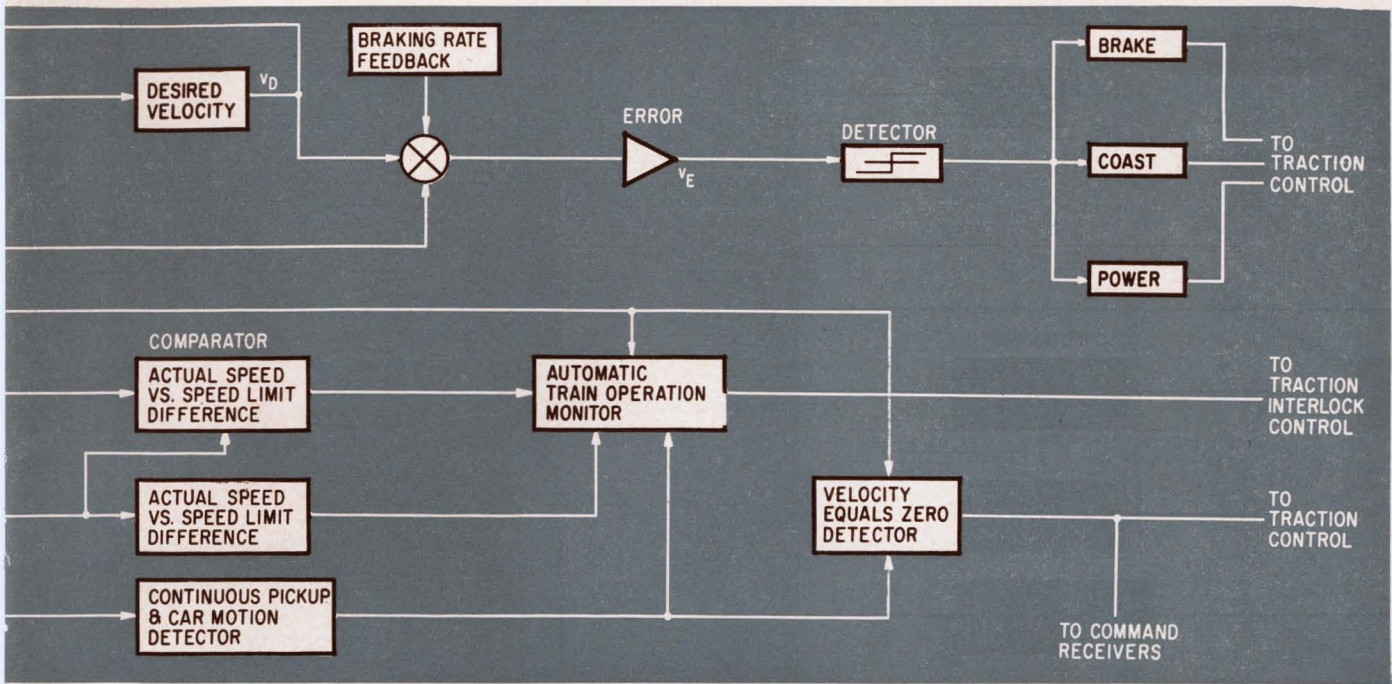 BRAKING RATE
FEEDBACK
BRAKE
DESIRED
VELOCITY
vD
ERROR
vE
DETECTOR
COAST
TO
TRACTION
CONTROL
POWER
COMPARATOR
ACTUAL SPEED
VS. SPEED LIMIT
DIFFERENCE
AUTOMATIC
TRAIN OPERATION
MONITOR
TO
TRACTION
INTERLOCK
CONTROL
ACTUAL SPEED
VS. SPEED LIMIT
DIFFERENCE
VELOCITY
EQUALS ZERO
DETECTOR
TO
TRACTION
CONTROL
CONTINUOUS PICKUP
& CAR MOTION
DETECTOR
TO COMMAND
RECEIVERS